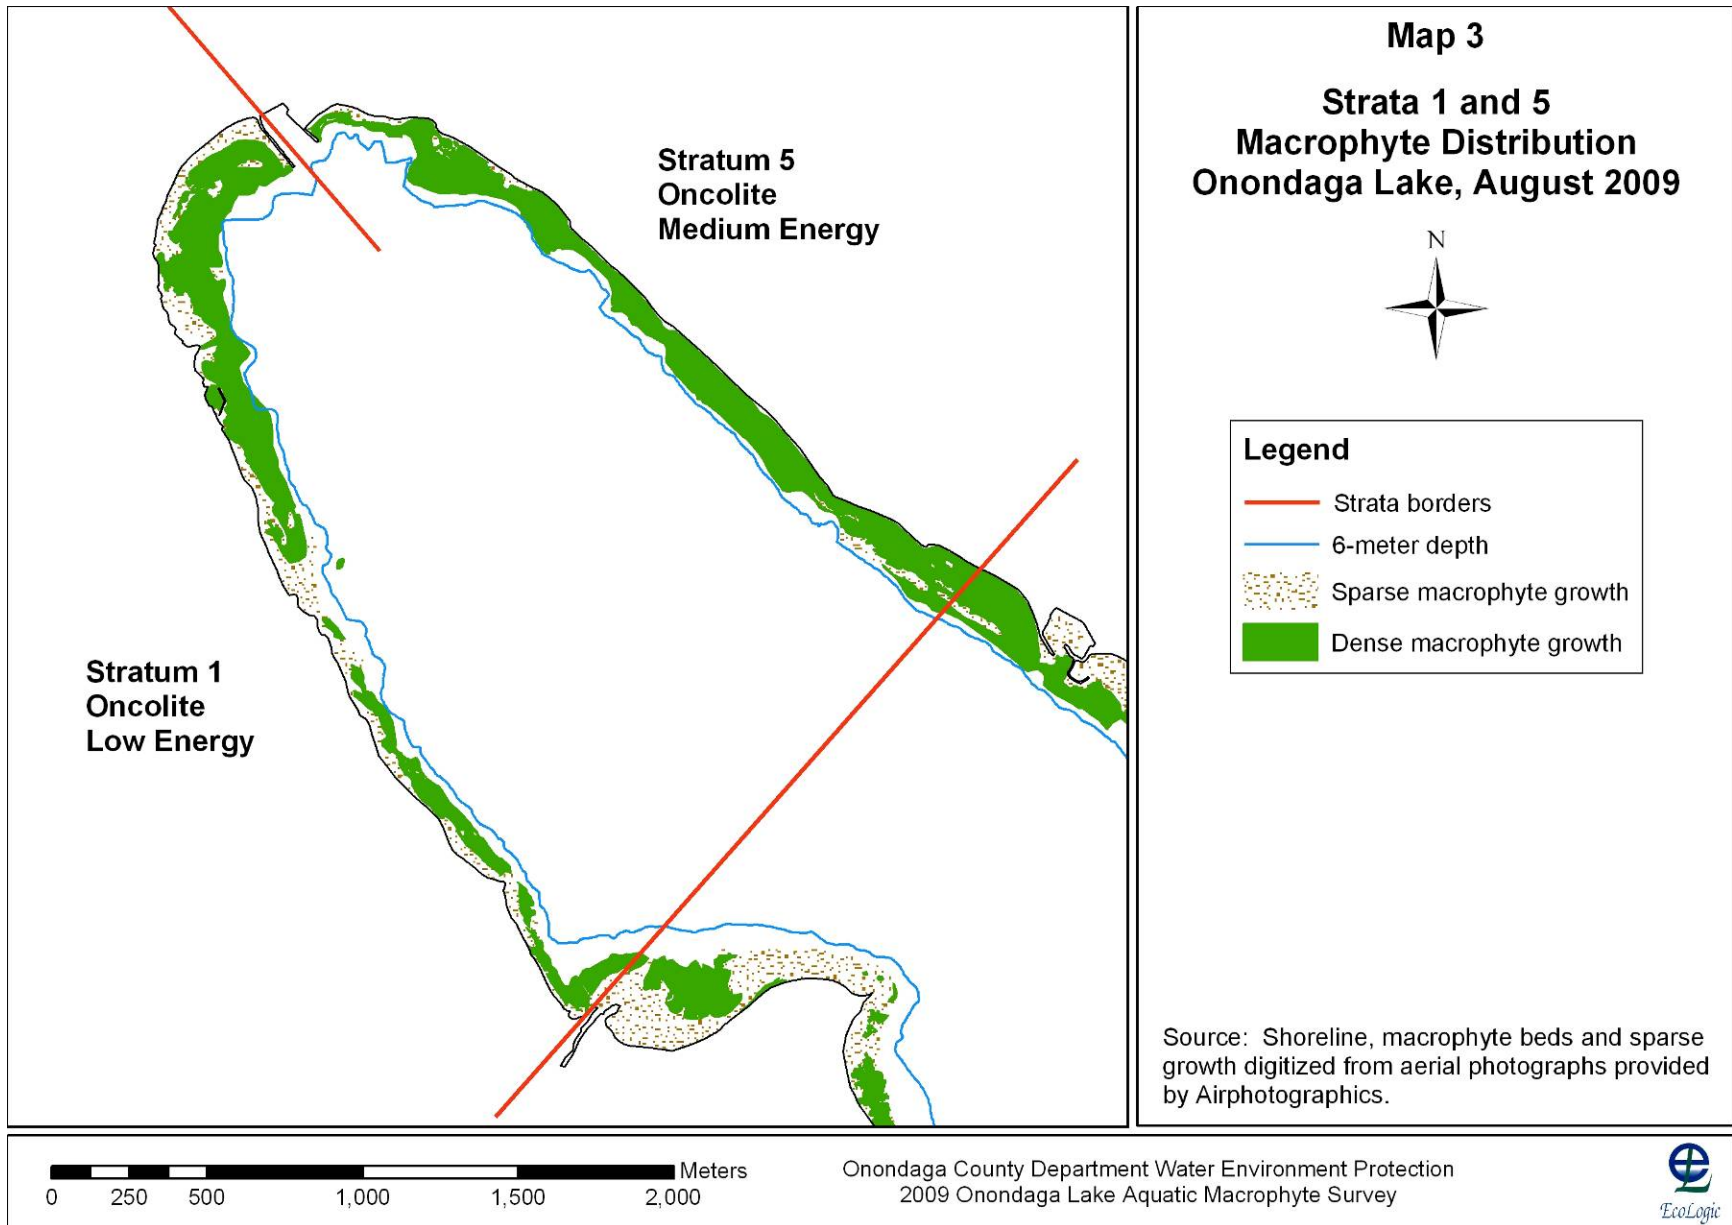 Map 3
Strata 1 and 5
Macrophyte Distribution
Onondaga Lake, August 2009
N
Stratum 5
Oncolite
Medium Energy
Stratum 1
Oncolite
Low Energy
Legend
Strata borders
6-meter depth
Sparse macrophyte growth
Dense macrophyte growth
Source: Shoreline, macrophyte beds and sparse
growth digitized from aerial photographs provided
by Airphotographics.
Meters
0 250 500 1,000 1,500 2,000
Onondaga County Department Water Environment Protection
2009 Onondaga Lake Aquatic Macrophyte Survey
EcoLogic